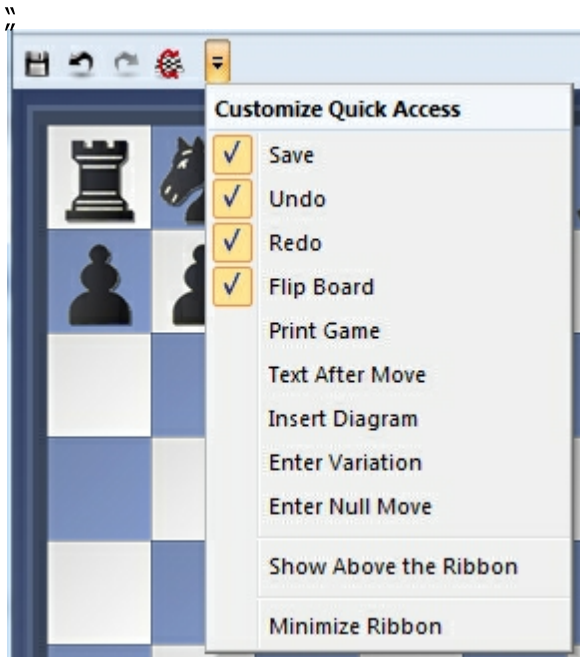 Customize Quick Access
Save
Undo
Redo
Flip Board
Print Game
Text After Move
Insert Diagram
Enter Variation
Enter Null Move
Show Above the Ribbon
Minimize Ribbon